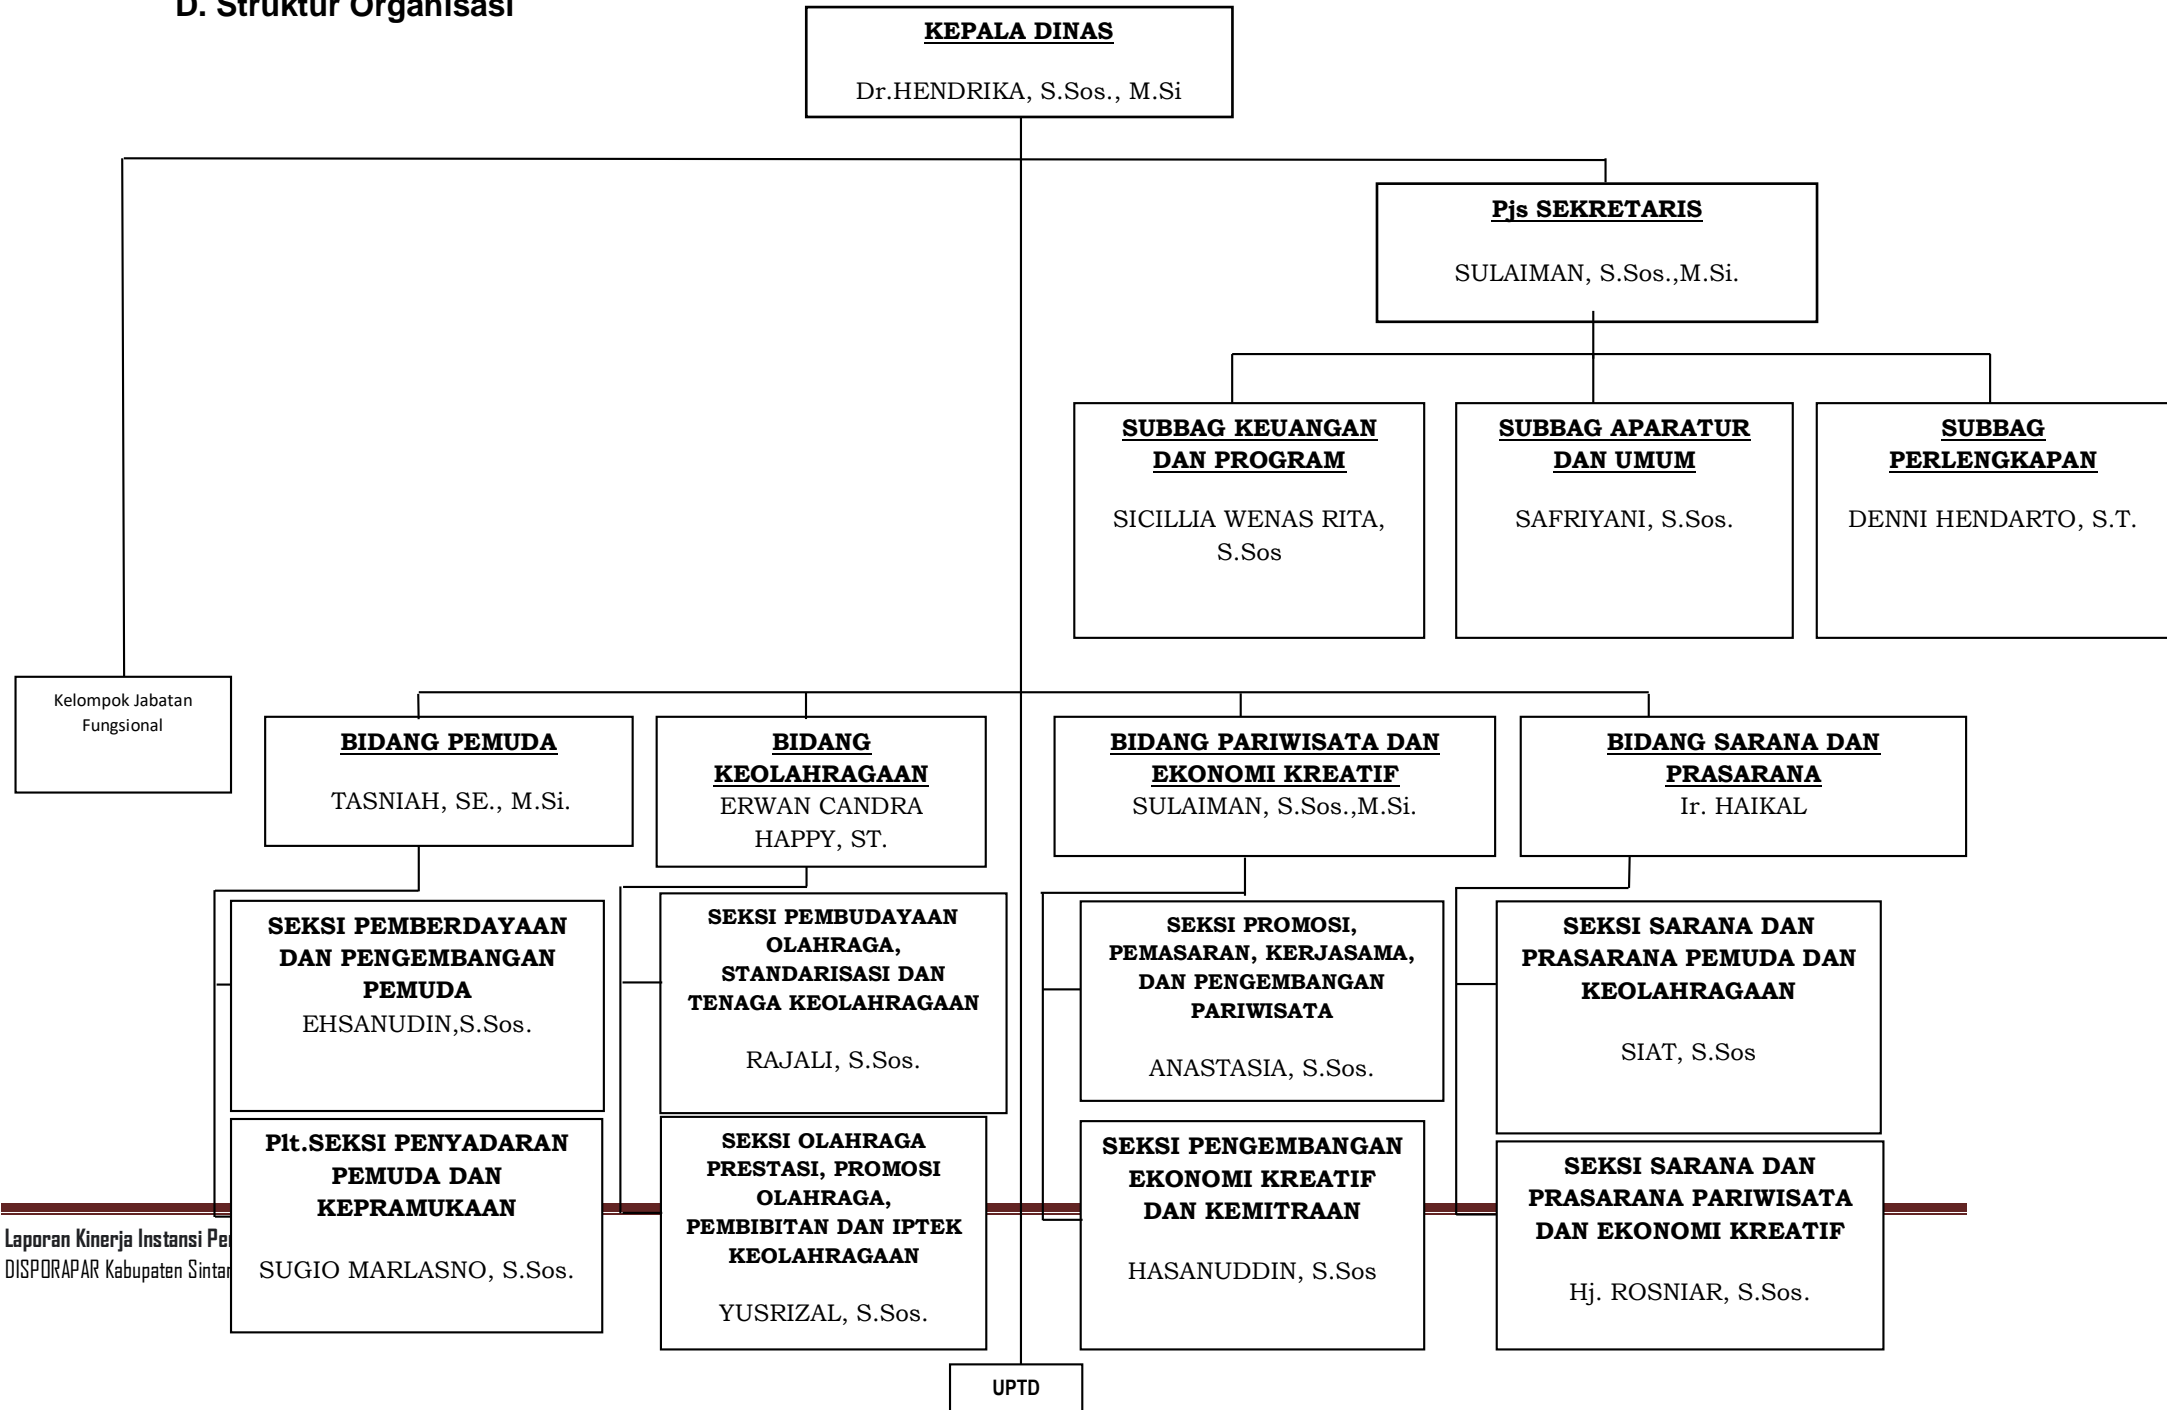 D. Struktur Organisasi
KEPALA DINAS
Dr.HENDRIKA, S.Sos., M.Si
Pjs SEKRETARIS
SULAIMAN, S.Sos.,M.Si.
SUBBAG KEUANGAN
DAN PROGRAM
SICILLIA WENAS RITA,
S.Sos
SUBBAG APARATUR
DAN UMUM
SAFRIYANI, S.Sos.
SUBBAG
PERLENGKAPAN
DENNI HENDARTO, S.T.
Kelompok Jabatan
Fungsional
BIDANG PEMUDA
TASNIAH, SE., M.Si.
BIDANG
KEOLAHRAGAAN
ERWAN CANDRA
HAPPY, ST.
BIDANG PARIWISATA DAN
EKONOMI KREATIF
SULAIMAN, S.Sos.,M.Si.
BIDANG SARANA DAN
PRASARANA
Ir. HAIKAL
SEKSI PEMBERDAYAAN
DAN PENGEMBANGAN
PEMUDA
EHSANUDIN,S.Sos.
SEKSI PEMBUDAYAAN
OLAHRAGA,
STANDARISASI DAN
TENAGA KEOLAHRAGAAN
RAJALI, S.Sos.
SEKSI PROMOSI,
PEMASARAN, KERJASAMA,
DAN PENGEMBANGAN
PARIWISATA
ANASTASIA, S.Sos.
SEKSI SARANA DAN
PRASARANA PEMUDA DAN
KEOLAHRAGAAN
SIAT, S.Sos
Plt.SEKSI PENYADARAN
PEMUDA DAN
KEPRAMUKAAN
SUGIO MARLASNO, S.Sos.
SEKSI OLAHRAGA
PRESTASI, PROMOSI
OLAHRAGA,
PEMBIBITAN DAN IPTEK
KEOLAHRAGAAN
YUSRIZAL, S.Sos.
SEKSI PENGEMBANGAN
EKONOMI KREATIF
DAN KEMITRAAN
HASANUDDIN, S.Sos
SEKSI SARANA DAN
PRASARANA PARIWISATA
DAN EKONOMI KREATIF
Hj. ROSNIAR, S.Sos.
Laporan Kinerja Instansi
DISPORAPAR Kabupaten
UPTD